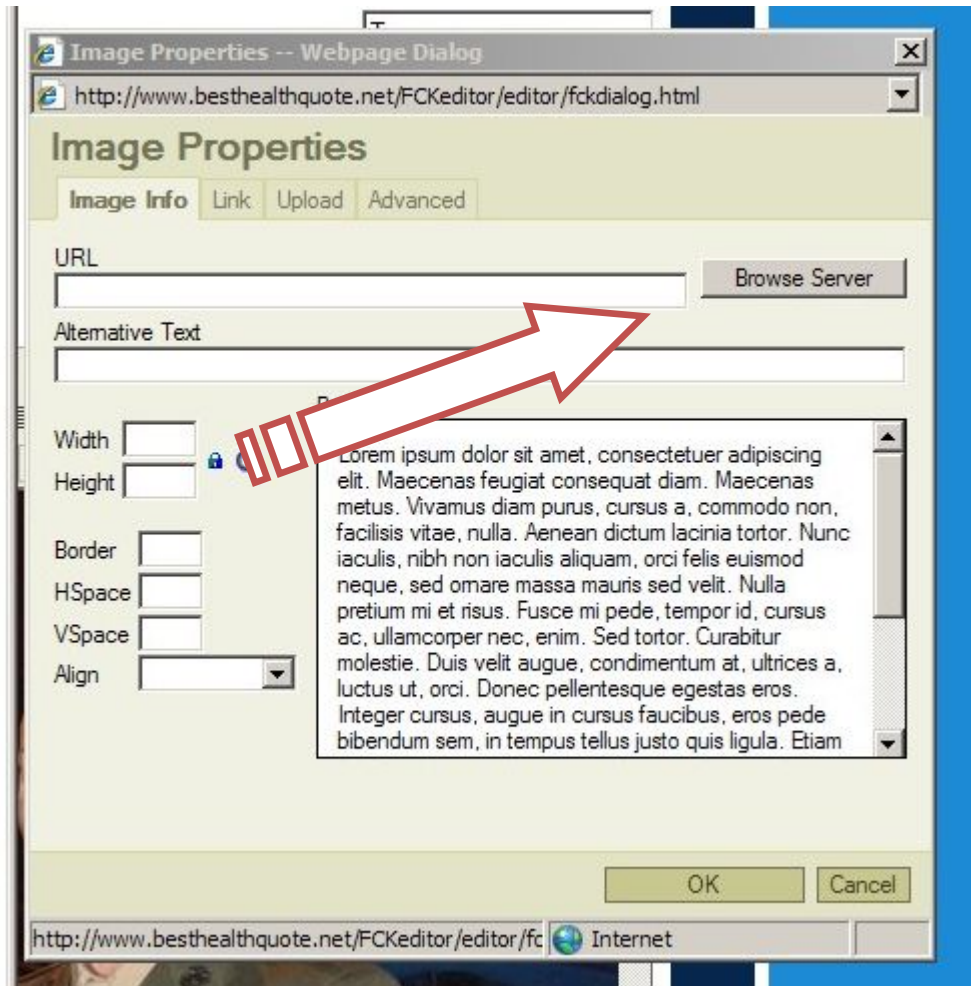 Image Properties -- Webpage Dialog
http://www.besthealthquote.net/FCKeditor/editor/fckdialog.html
Image Properties
Image Info Link Upload Advanced
URL
Browse Server
Alternative Text
Width
Height
Border
HSpace
VSpace
Align
Lorem ipsum dolor sit amet, consectetuer adipiscing
elit. Maecenas feugiat consequat diam. Maecenas
metus. Vivamus diam purus, cursus a, commodo non,
facilisis vitae, nulla. Aenean dictum lacinia tortor. Nunc
iaculis, nibh non iaculis aliquam, orci felis euismod
neque, sed ornare massa mauris sed velit. Nulla
pretium mi et risus. Fusce mi pede, tempor id, cursus
ac, ullamcorper nec, enim. Sed tortor. Curabitur
molestie. Duis velit augue, condimentum at, ultrices a,
luctus ut, orci. Donec pellentesque egestas eros.
Integer cursus, augue in cursus faucibus, eros pede
bibendum sem, in tempus tellus justo quis ligula. Etiam
OK Cancel
http://www.besthealthquote.net/FCKeditor/editor/fc Internet